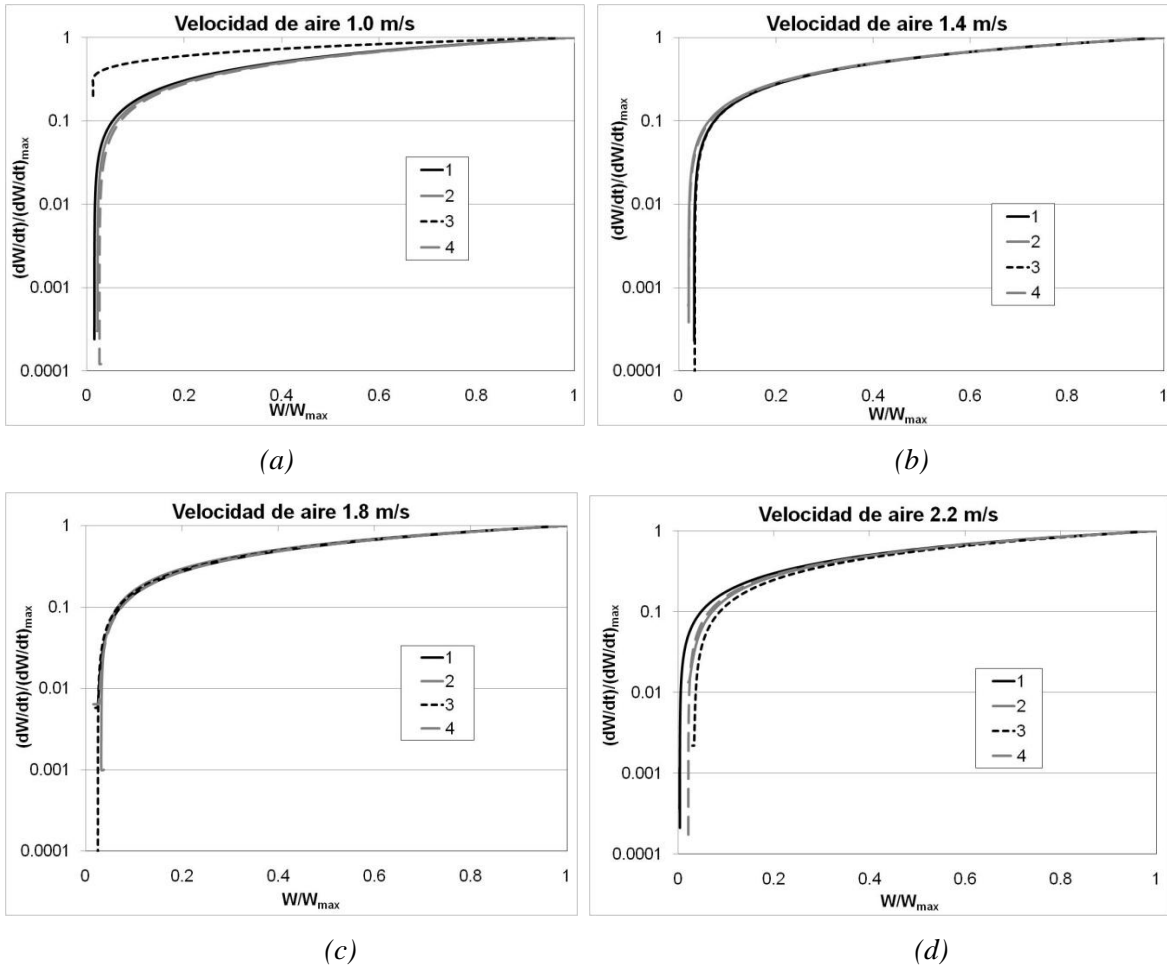 Velocidad de aire 1.0 m/s
1
0.1
0.01
0.001
0.0001
(dW/dt)/(dW/dt)max
0 0.2 0.4 0.6 0.8 1
W/Wmax
1
2
3
4
(a)
Velocidad de aire 1.4 m/s
1
0.1
0.01
0.001
0.0001
(dW/dt)/(dW/dt)max
0 0.2 0.4 0.6 0.8 1
W/Wmax
1
2
3
4
(b)
Velocidad de aire 1.8 m/s
1
0.1
0.01
0.001
0.0001
(dW/dt)/(dW/dt)max
0 0.2 0.4 0.6 0.8 1
W/Wmax
1
2
3
4
(c)
Velocidad de aire 2.2 m/s
1
0.1
0.01
0.001
0.0001
(dW/dt)/(dW/dt)max
0 0.2 0.4 0.6 0.8 1
W/Wmax
1
2
3
4
(d)